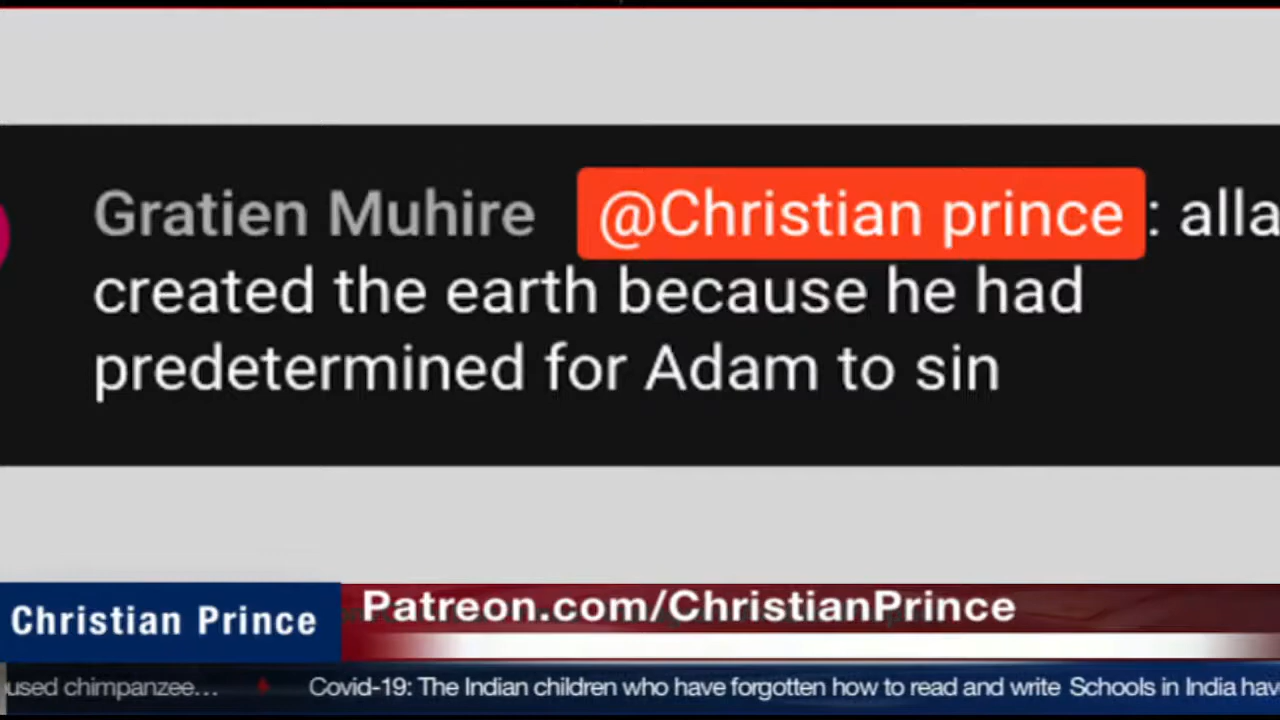 Gratien Muhire @Christian prince : alla
created the earth because he had
predetermined for Adam to sin
Christian Prince
Patreon.com/ChristianPrince
used chimpanzee... Covid-19: The Indian children who have forgotten how to read and write Schools in India hav